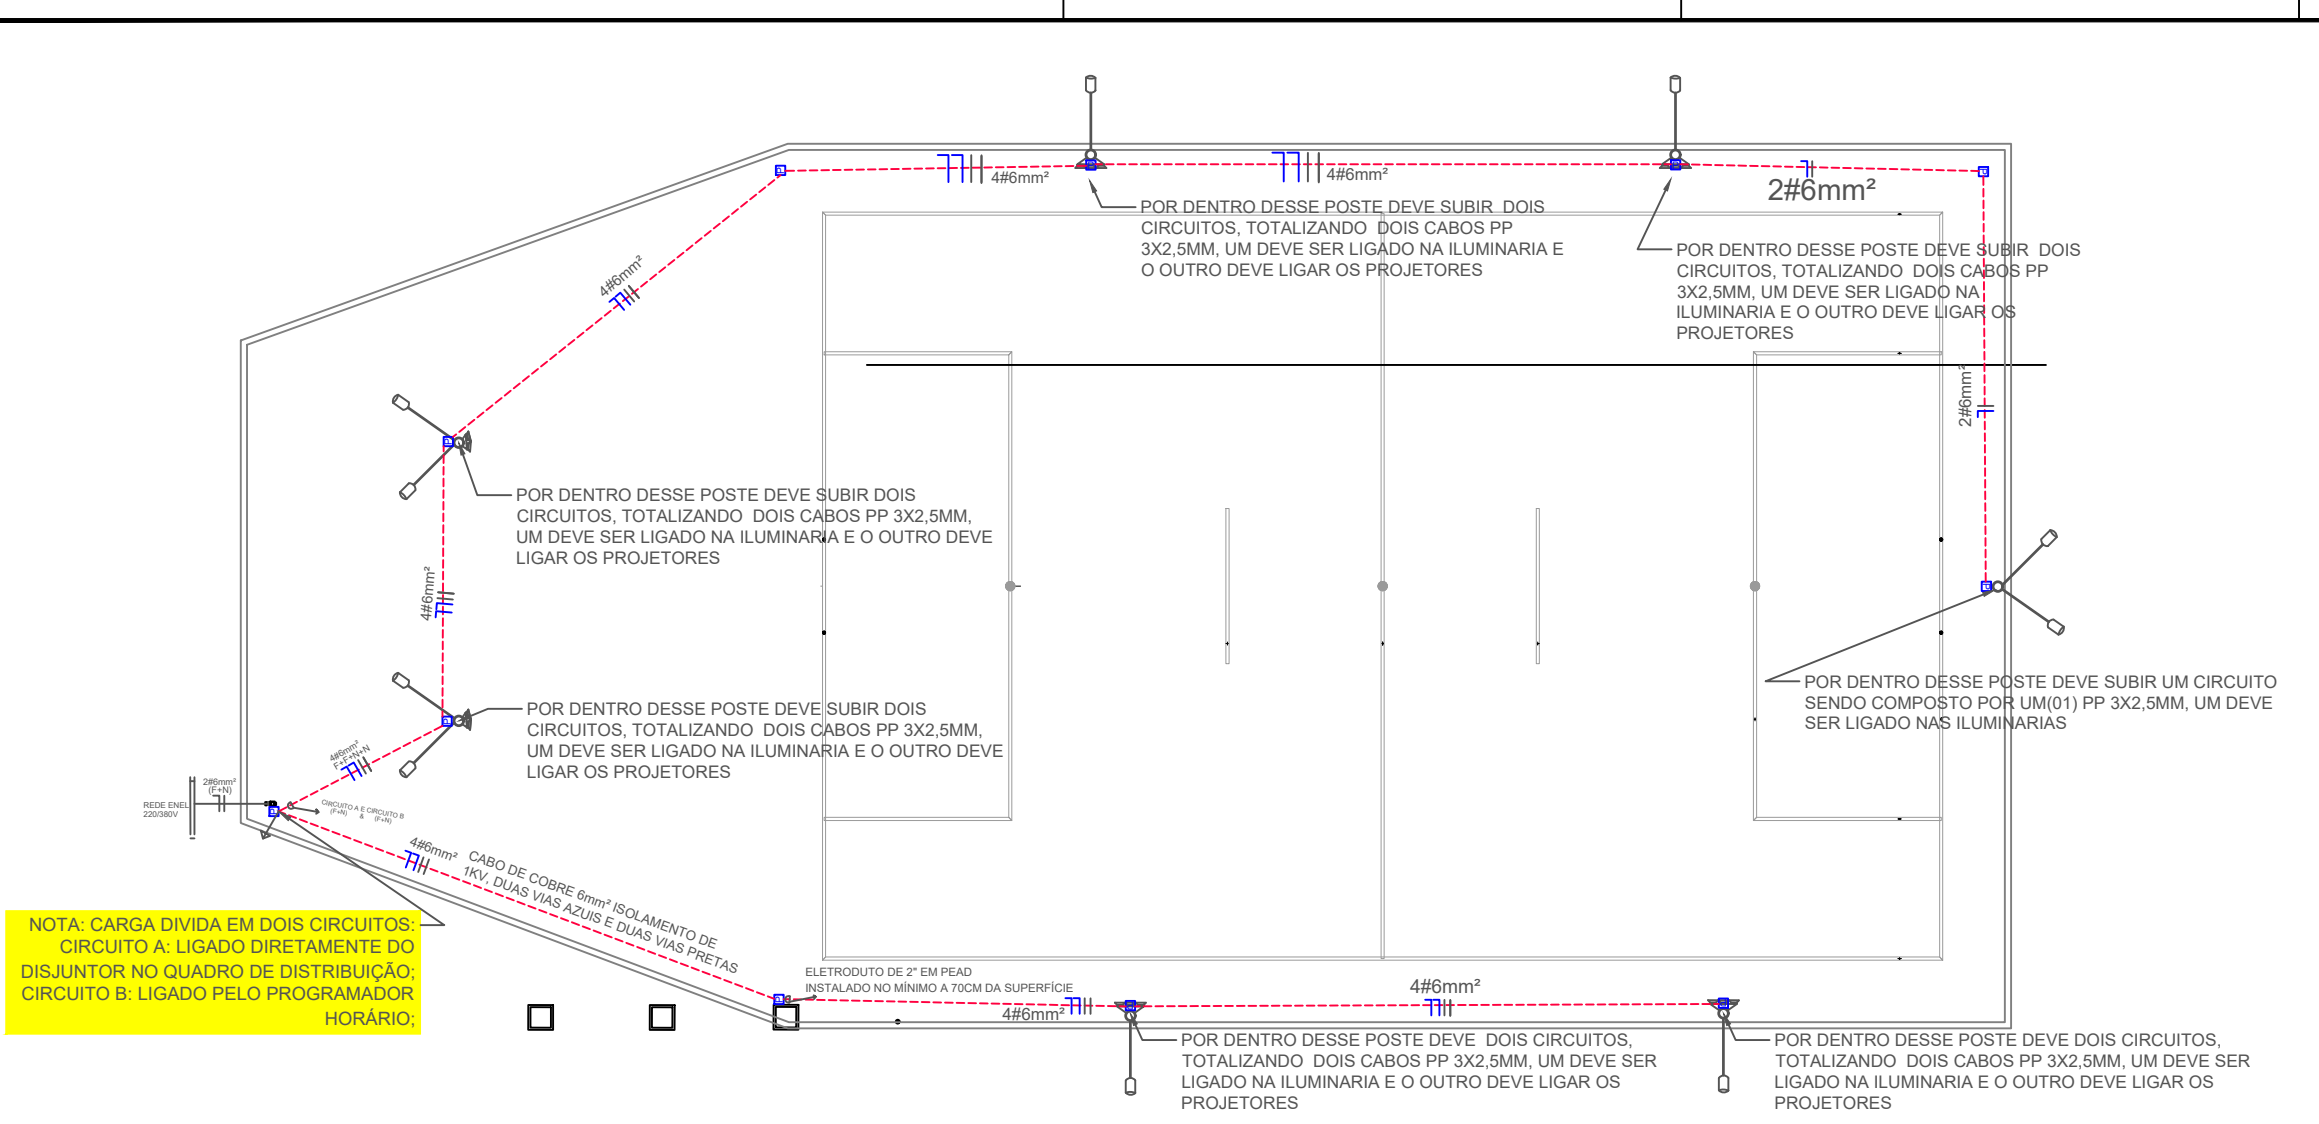 4#6mm²
4#6mm²
2#6mm²
POR DENTRO DESSE POSTE DEVE SUBIR DOIS
CIRCUITOS, TOTALIZANDO DOIS CABOS PP
3X2,5MM, UM DEVE SER LIGADO NA ILUMINARIA E
O OUTRO DEVE LIGAR OS PROJETORES
POR DENTRO DESSE POSTE DEVE SUBIR DOIS
CIRCUITOS, TOTALIZANDO DOIS CABOS PP
3X2,5MM, UM DEVE SER LIGADO NA
ILUMINARIA E O OUTRO DEVE LIGAR OS
PROJETORES
4#6mm²
2#6mm²
POR DENTRO DESSE POSTE DEVE SUBIR DOIS
CIRCUITOS, TOTALIZANDO DOIS CABOS PP 3X2,5MM,
UM DEVE SER LIGADO NA ILUMINARIA E O OUTRO DEVE
LIGAR OS PROJETORES
4#6mm²
POR DENTRO DESSE POSTE DEVE SUBIR UM CIRCUITO
SENDO COMPOSTO POR UM(01) PP 3X2,5MM, UM DEVE
SER LIGADO NAS ILUMINARIAS
POR DENTRO DESSE POSTE DEVE SUBIR DOIS
CIRCUITOS, TOTALIZANDO DOIS CABOS PP 3X2,5MM,
UM DEVE SER LIGADO NA ILUMINARIA E O OUTRO DEVE
LIGAR OS PROJETORES
4#6mm²
F+F+N+N
2#6mm²
(F+N)
REDE ENEL
220/380V
CIRCUITO A E CIRCUITO B
(F+N) & (F+N)
4#6mm²
CABO DE COBRE 6mm² ISOLAMENTO DE
1KV, DUAS VIAS AZUIS E DUAS VIAS PRETAS
NOTA: CARGA DIVIDA EM DOIS CIRCUITOS:
CIRCUITO A: LIGADO DIRETAMENTE DO
DISJUNTOR NO QUADRO DE DISTRIBUIÇÃO;
CIRCUITO B: LIGADO PELO PROGRAMADOR
HORÁRIO;
ELETRODUTO DE 2" EM PEAD
INSTALADO NO MÍNIMO A 70CM DA SUPERFÍCIE
4#6mm²
4#6mm²
POR DENTRO DESSE POSTE DEVE DOIS CIRCUITOS,
TOTALIZANDO DOIS CABOS PP 3X2,5MM, UM DEVE SER
LIGADO NA ILUMINARIA E O OUTRO DEVE LIGAR OS
PROJETORES
POR DENTRO DESSE POSTE DEVE DOIS CIRCUITOS,
TOTALIZANDO DOIS CABOS PP 3X2,5MM, UM DEVE SER
LIGADO NA ILUMINARIA E O OUTRO DEVE LIGAR OS
PROJETORES